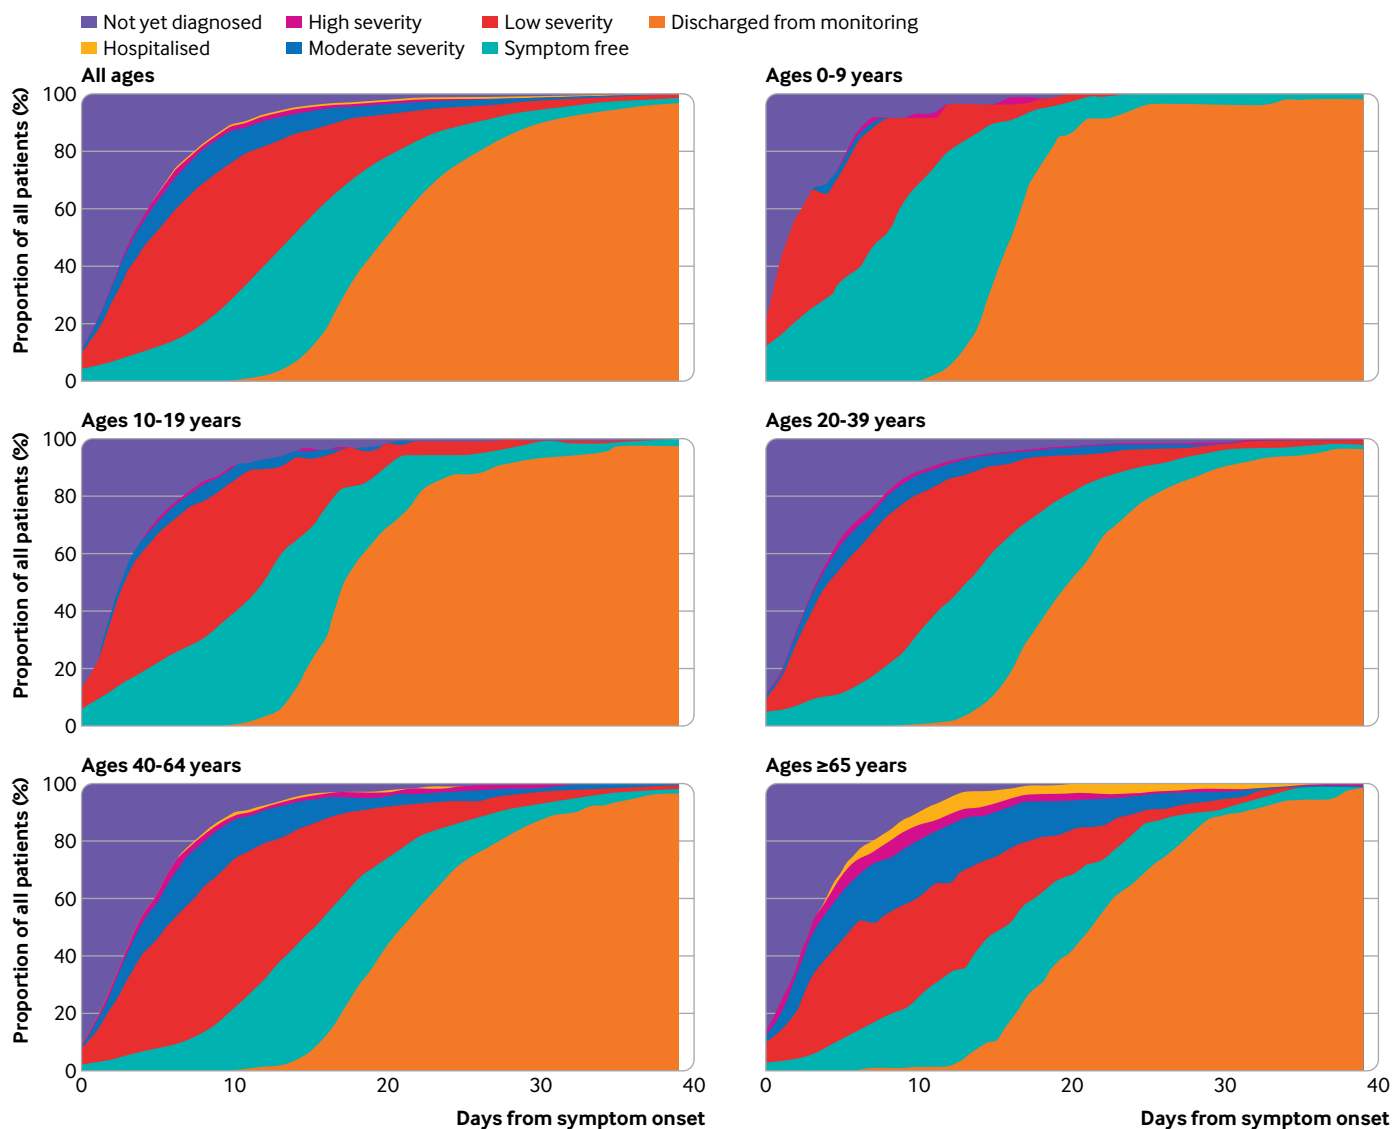 Not yet diagnosed High severity Low severity Discharged from monitoring
Hospitalised Moderate severity Symptom free
All ages
Ages 0-9 years
Proportion of all patients (%)
100
80
60
40
20
0
Ages 10-19 years
Ages 20-39 years
Proportion of all patients (%)
100
80
60
40
20
0
Ages 40-64 years
Ages ≥65 years
Proportion of all patients (%)
100
80
60
40
20
0
0 10 20 30 40
0 10 20 30 40
Days from symptom onset
Days from symptom onset